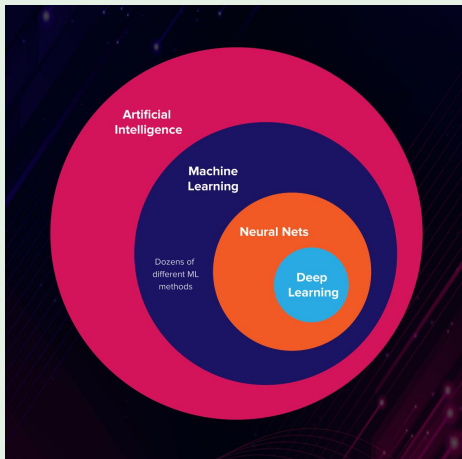 Artificial
Intelligence
Machine
Learning
Neural Nets
Dozens of
different ML
methods
Deep
Learning